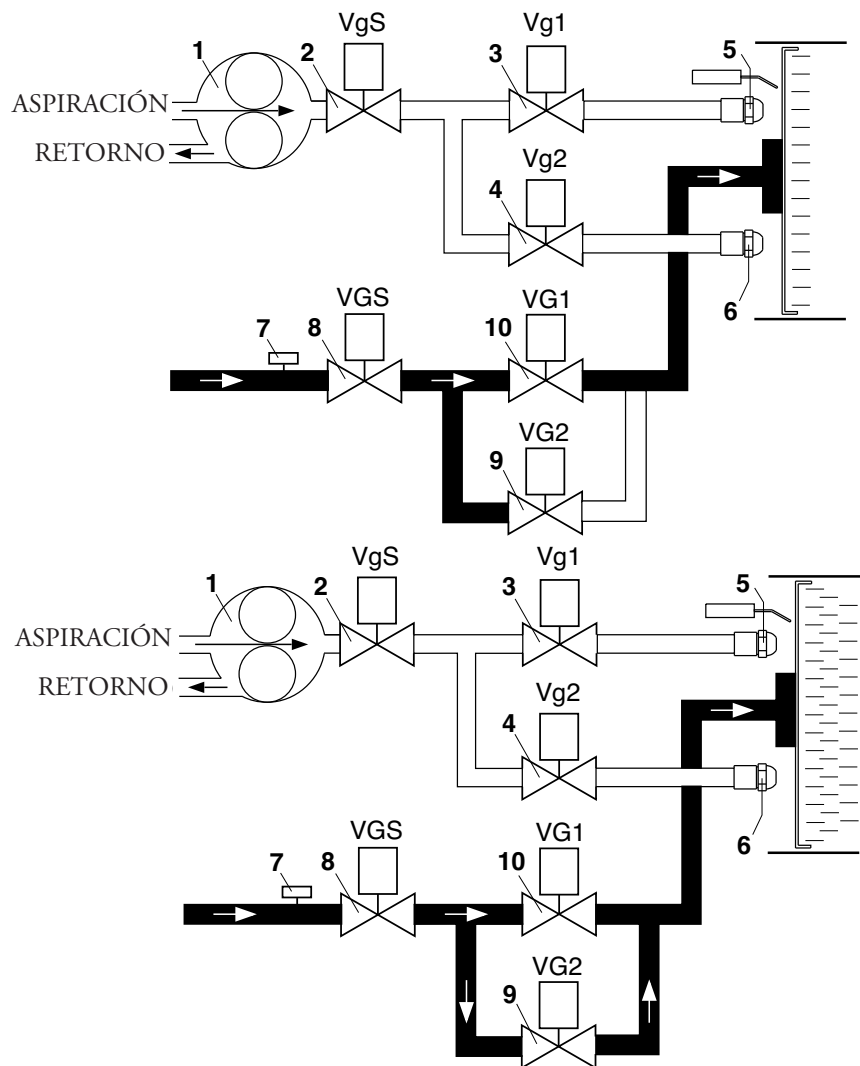 VgS Vg1
1 2 3 5
ASPIRACIÓN
RETORNO
Vg2
4
6
VGS VG1
7 8 10
VG2
9
VgS Vg1
1 2 3 5
ASPIRACIÓN
RETORNO
Vg2
4
6
VGS VG1
7 8 10
VG2
9